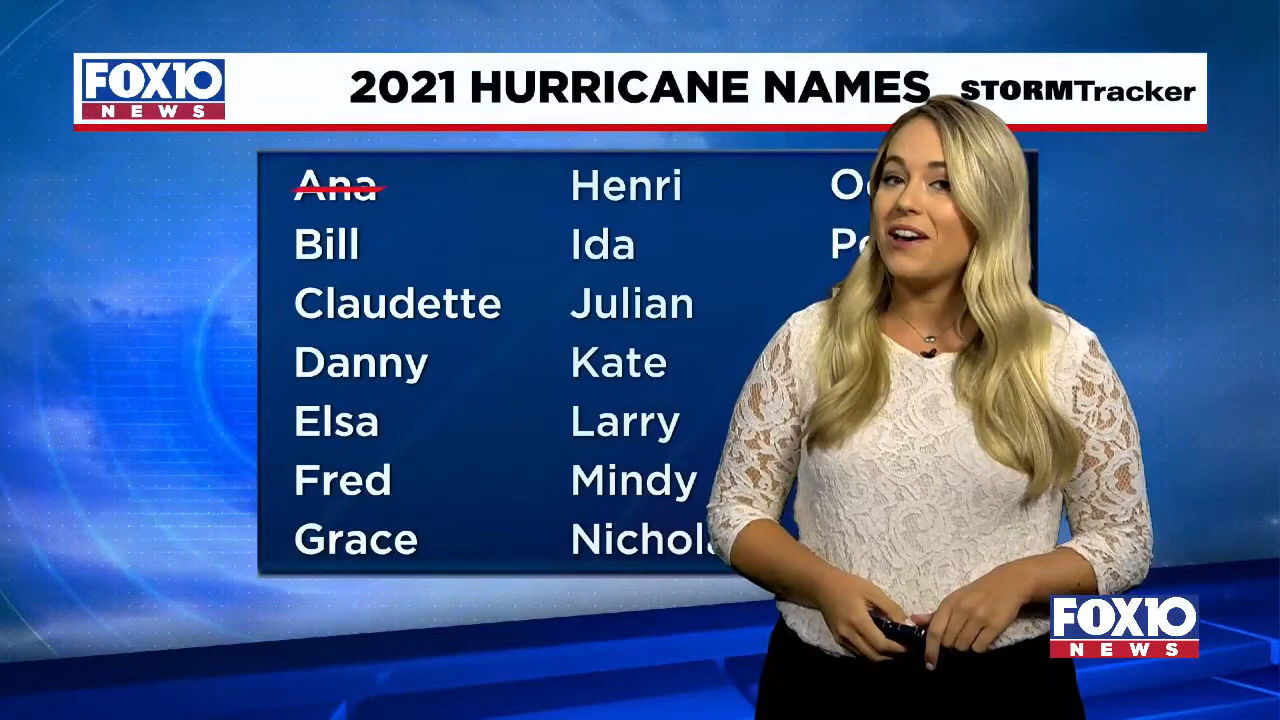 FOX10
NEWS
2021 HURRICANE NAMES
STORMTracker
Ana
Bill
Claudette
Danny
Elsa
Fred
Grace
Henri
Ida
Julian
Kate
Larry
Mindy
FOX10
NEWS